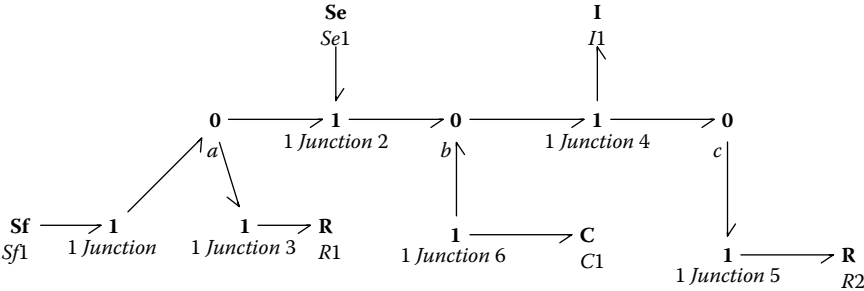 Se I
Se1 I1
0 1 0 1 0
1 Junction 2 1 Junction 4
a b c
Sf 1 1 R 1 C
Sf1 1 Junction 1 Junction 3 R1 1 Junction 6 C1
1 R
1 Junction 5 R2